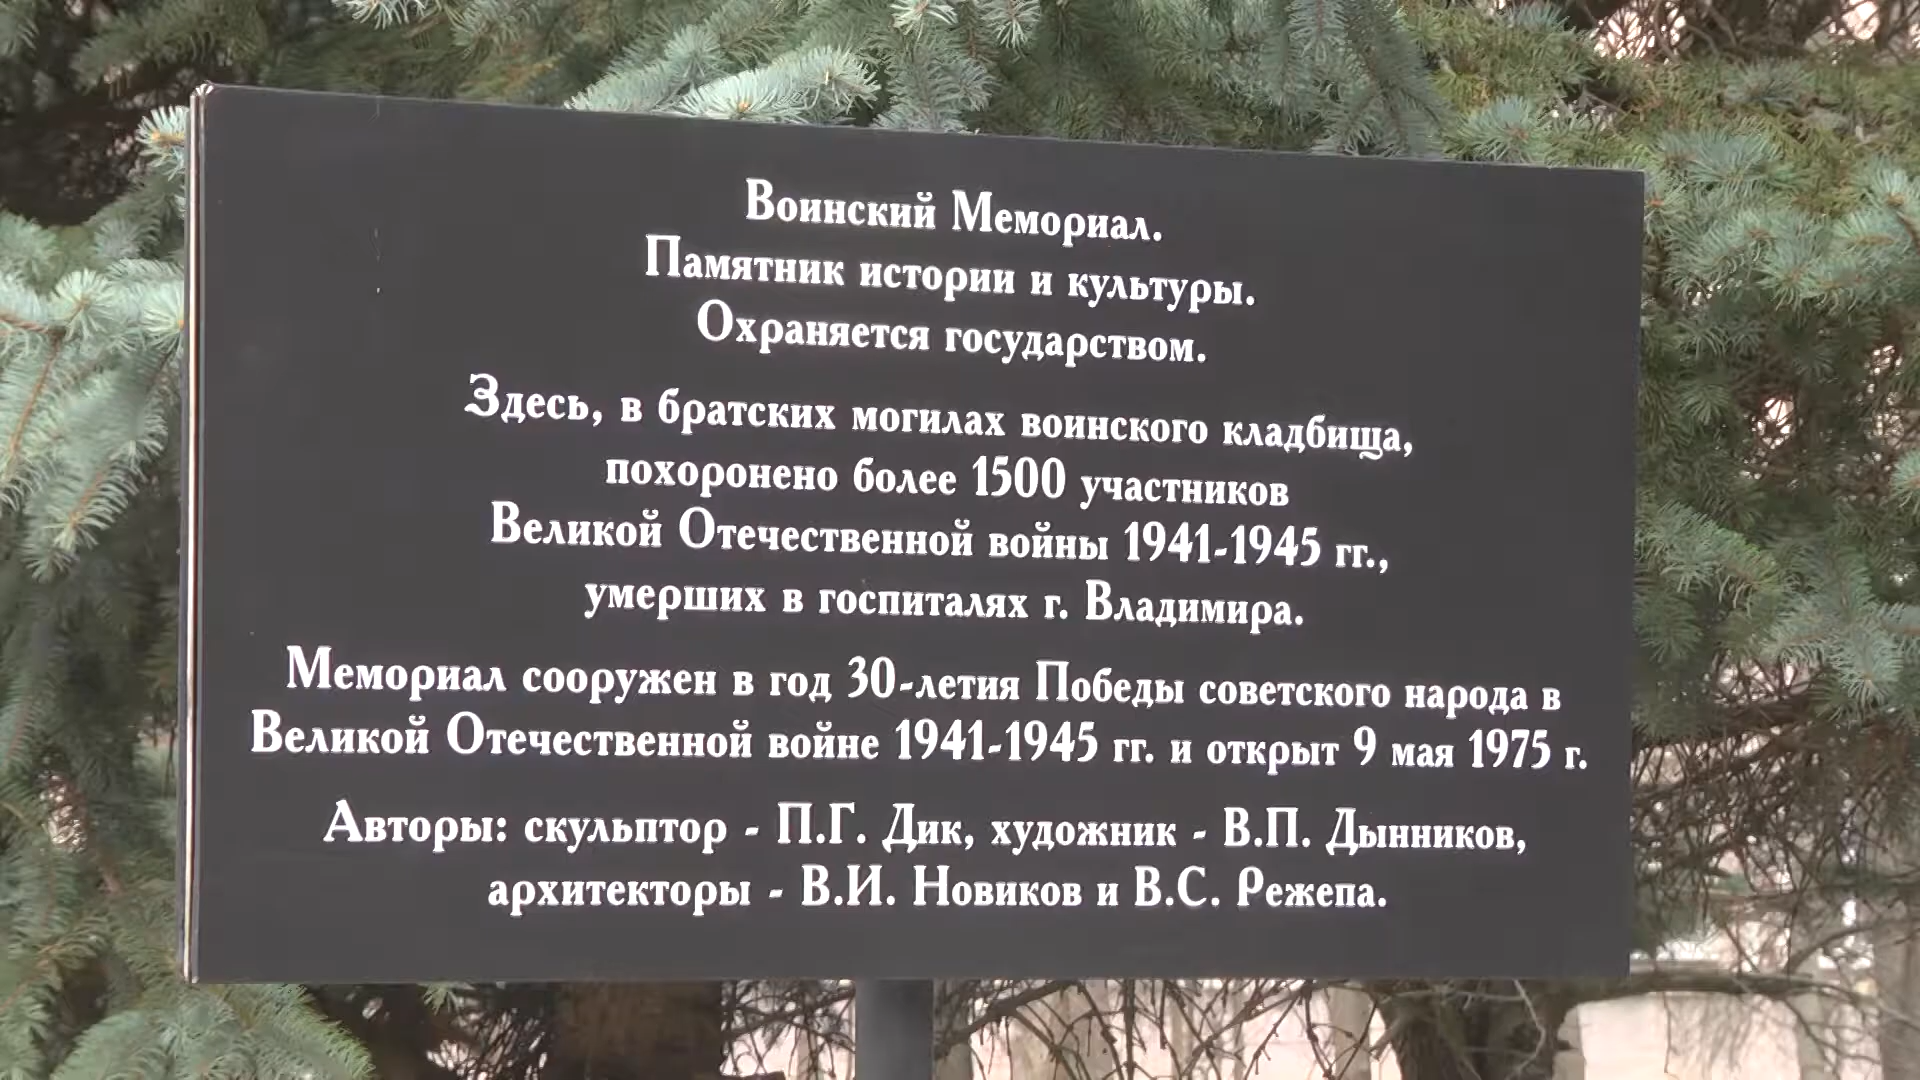 Воинский Мемориал.
Памятник истории и культуры.
Охраняется государством.
Здесь, в братских могилах воинского кладбища,
похоронено более 1500 участников
Великой Отечественной войны 1941-1945 гг.,
умерших в госпиталях г. Владимира.
Мемориал сооружен в год 30-летия Победы советского народа в
Великой Отечественной войне 1941-1945 гг. и открыт 9 мая 1975 г.
Авторы: скульптор - П.Г. Дик, художник - В.П. Дынников,
архитекторы - В.И. Новиков и В.С. Режепа.